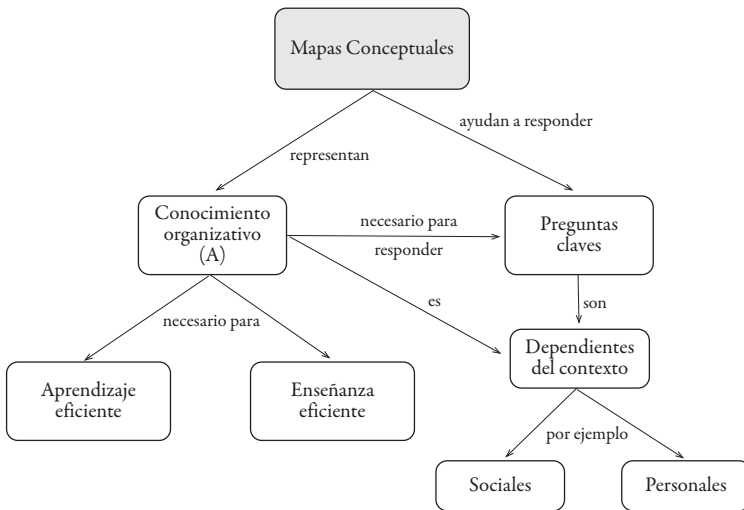 Mapas Conceptuales
ayudan a responder
representan
Conocimiento
organizativo
(A)
necesario para
responder
Preguntas
claves
es
son
necesario para
Dependientes
del contexto
Aprendizaje
eficiente
Enseñanza
eficiente
por ejemplo
Sociales
Personales